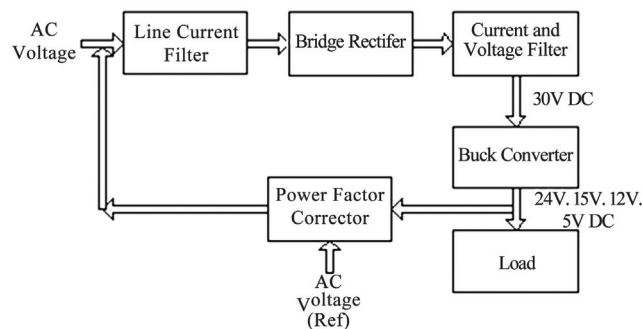 AC
Voltage
Line Current
Filter
Bridge Rectifer
Current and
Voltage Filter
30V DC
Buck Converter
24V. 15V. 12V.
5V DC
Load
Power Factor
Corrector
AC
Voltage
(Ref)